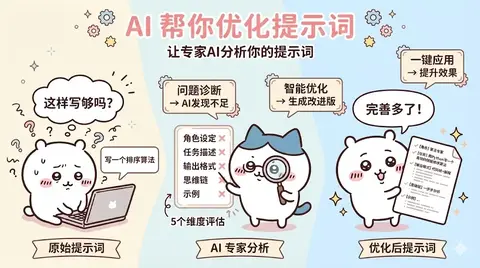 AI 帮你优化提示词
让专家AI分析你的提示词
这样写够吗?
写一个排序算法
原始提示词
问题诊断
→ AI发现不足
角色设定 ×
任务描述 ×
输出格式 ×
思维链 ×
示例 ×
5个维度评估
智能优化
→ 生成改进版
AI 专家分析
一键应用
→ 提升效果
完善多了!
优化后提示词